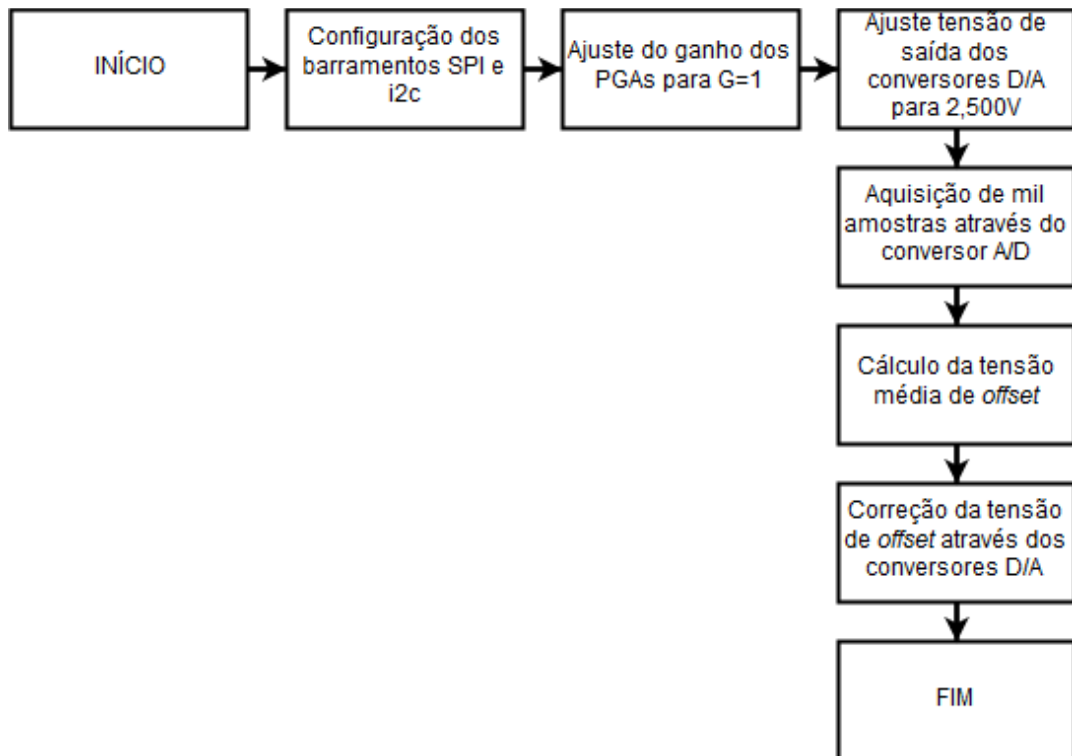 INÍCIO
Configuração dos
barramentos SPI e
i2c
Ajuste do ganho dos
PGAs para G=1
Ajuste tensão de
saída dos
conversores D/A
para 2,500V
Aquisição de mil
amostras através do
conversor A/D
Cálculo da tensão
média de offset
Correção da tensão
de offset através dos
conversores D/A
FIM